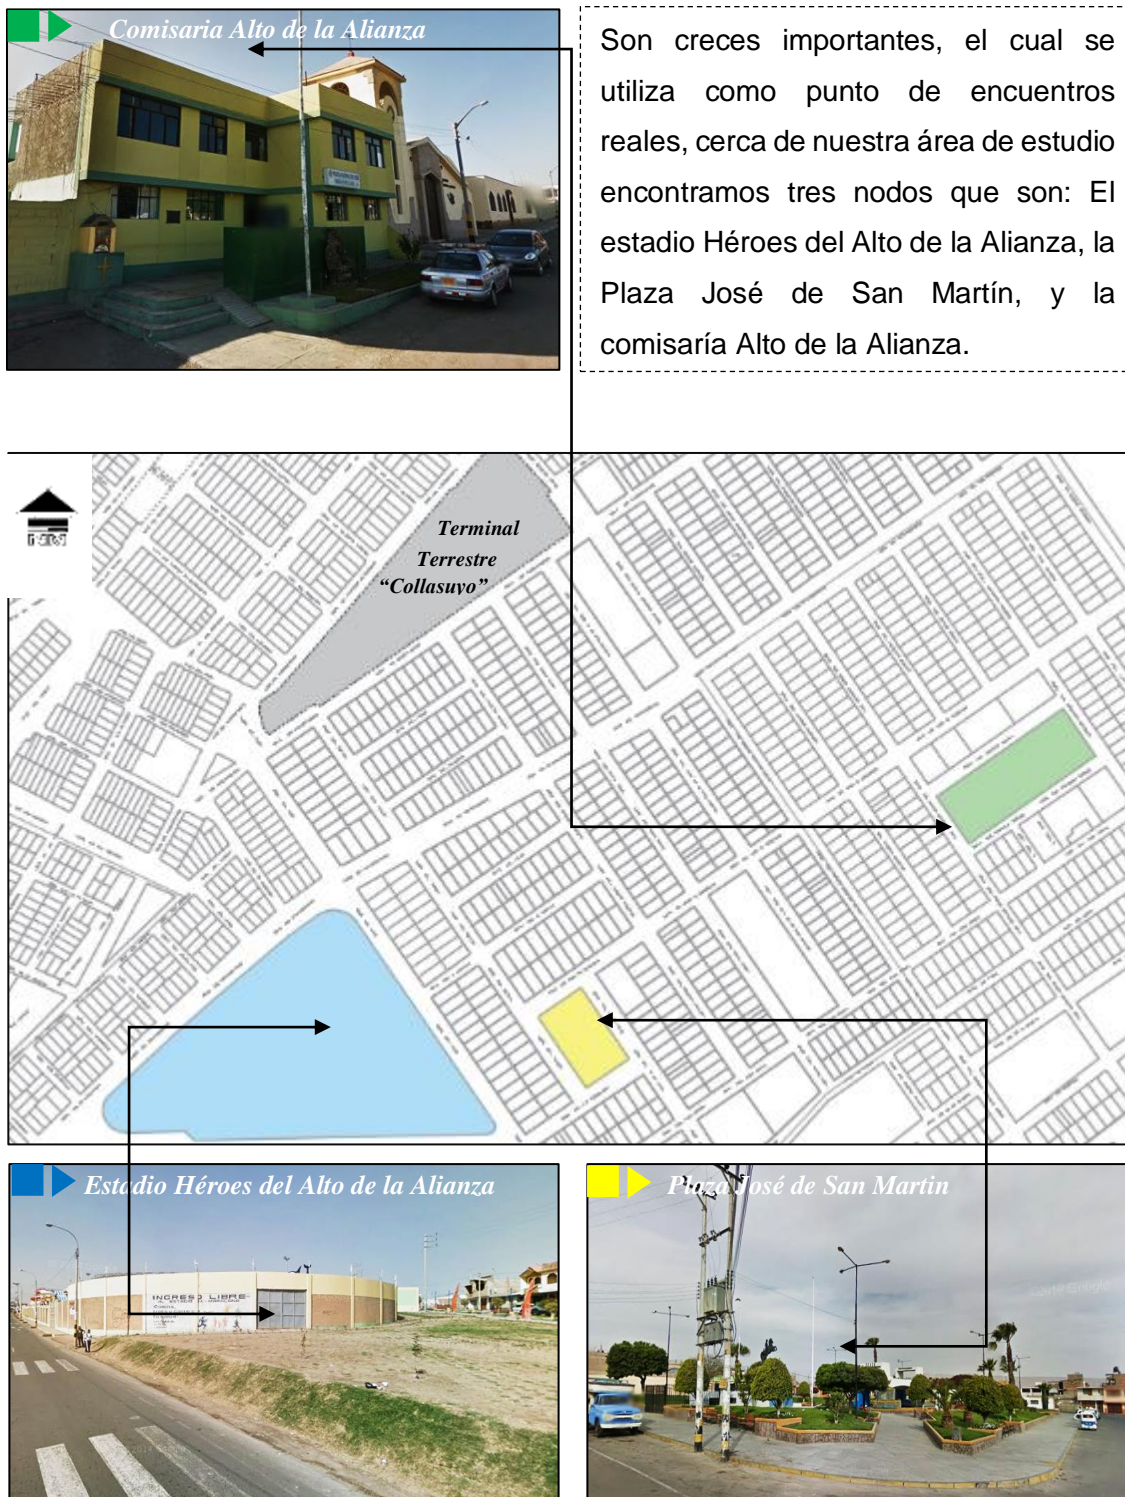 Comisaria Alto de la Alianza
Son creces importantes, el cual se
utiliza como punto de encuentros
reales, cerca de nuestra área de estudio
encontramos tres nodos que son: El
estadio Héroes del Alto de la Alianza, la
Plaza José de San Martín, y la
comisaría Alto de la Alianza.
Terminal
Terrestre
“Collasuyo”
Estadio Héroes del Alto de la Alianza
INGRESO LIBRE
Plaza José de San Martin